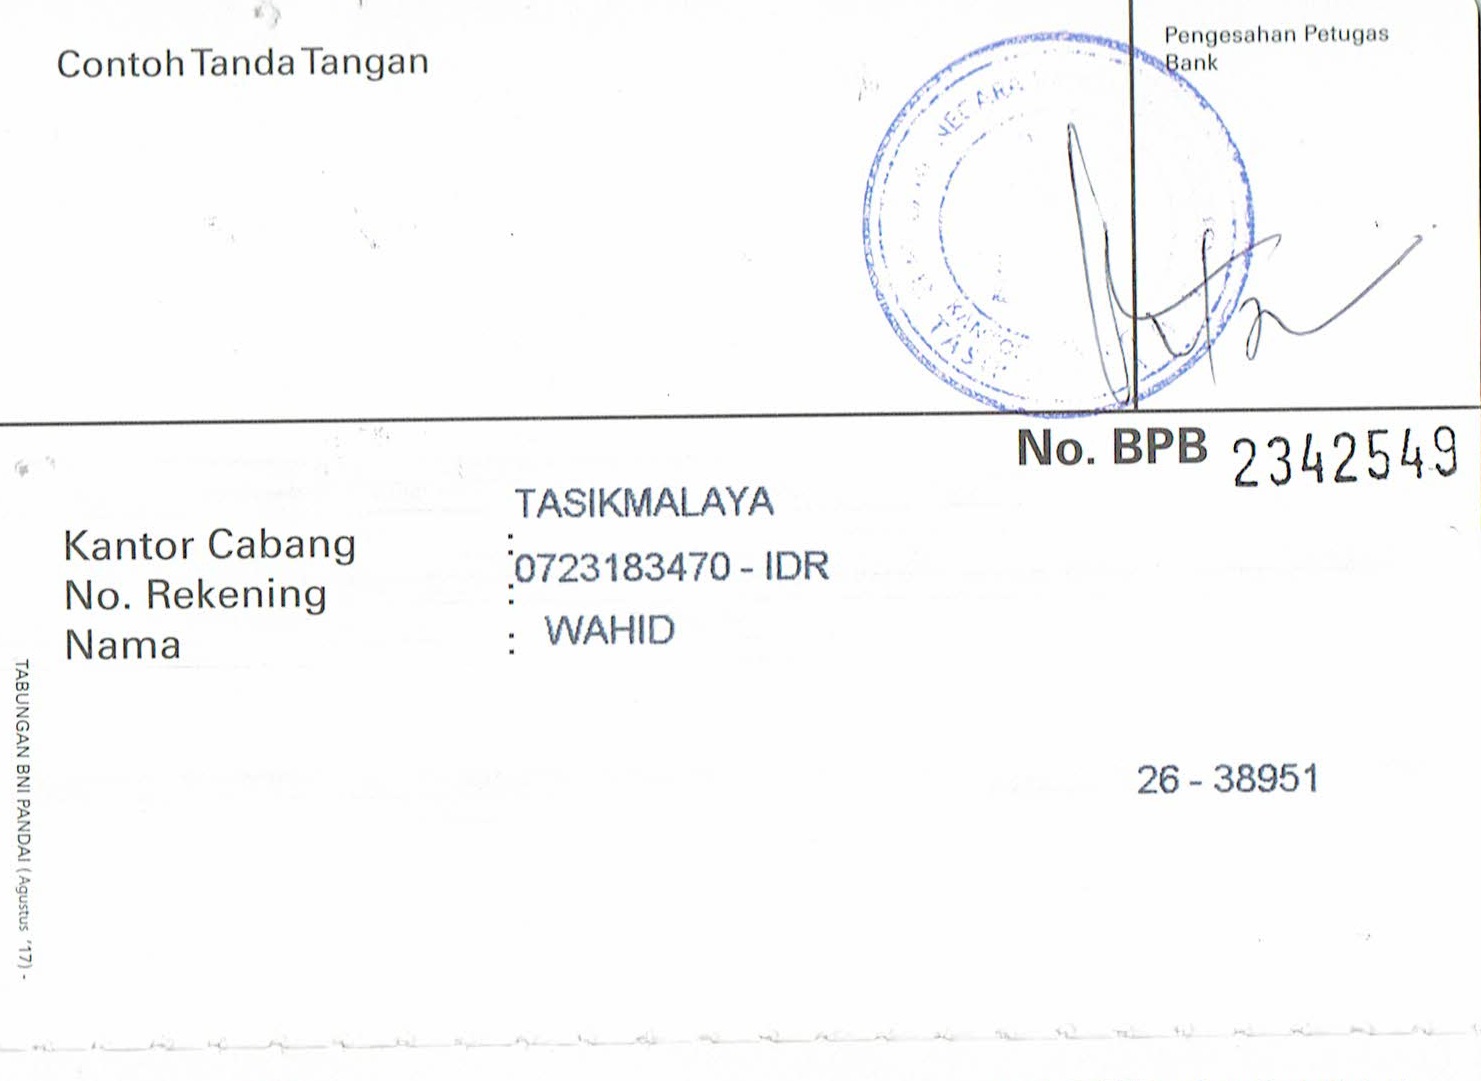 Contoh Tanda Tangan
Pengesahan Petugas
Bank
NEGARA
KANTOR
No. BPB 2342549
TASIKMALAYA
Kantor Cabang :
0723183470 - IDR
No. Rekening :
Nama : WAHID
26 - 38951
TABUNGAN BNI PANDAI (Agustus '17) -